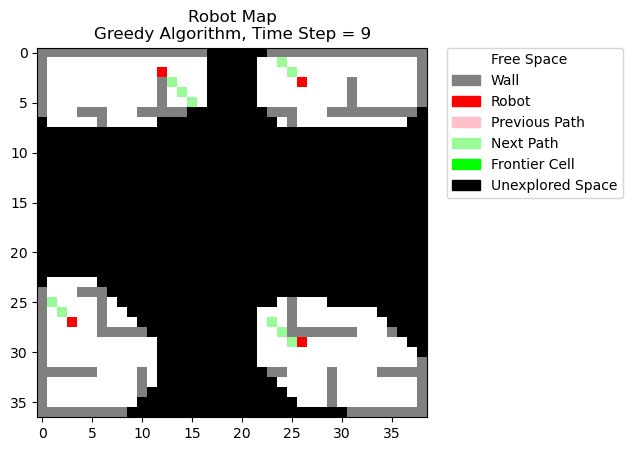 Robot Map
Greedy Algorithm, Time Step = 9
0
5
10
15
20
25
30
35
0
5
10
15
20
25
30
35
Free Space
Wall
Robot
Previous Path
Next Path
Frontier Cell
Unexplored Space